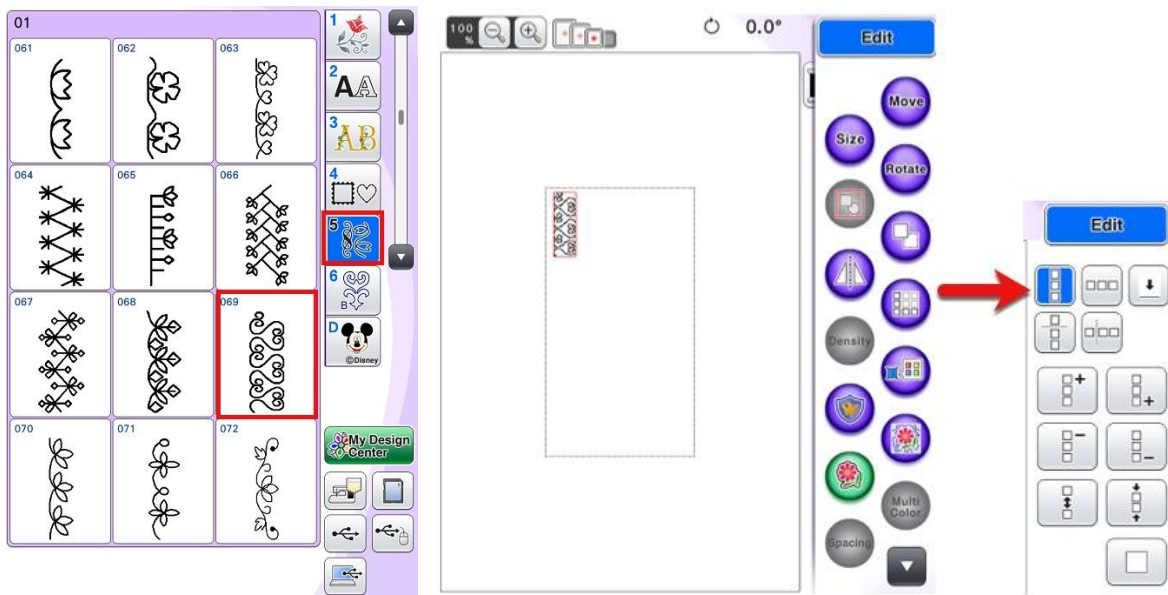 01
061 062 063
064 065 066
067 068 069
070 071 072
1
2
AA
3
AB
4
5
6
B
D
©Disney
My Design
Center
100
%
0.0°
Edit
Move
Size
Rotate
Density
Multi
Color
Spacing
Edit